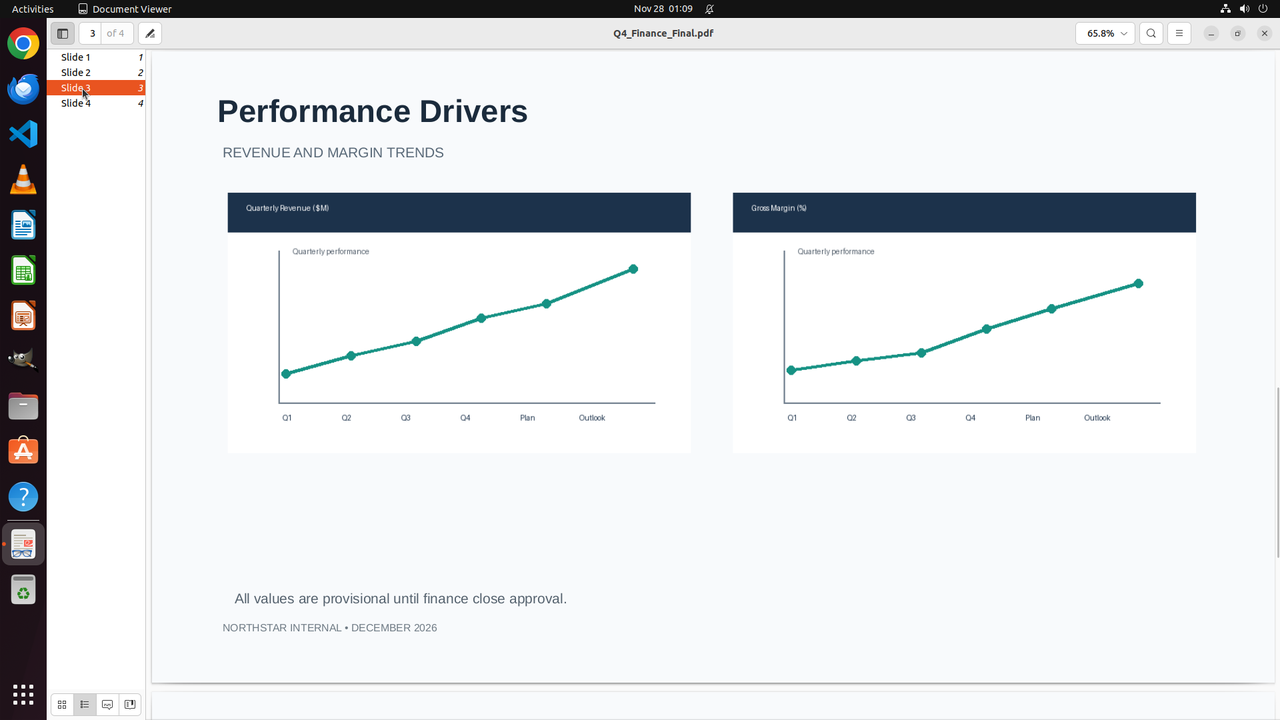 Activities
Document Viewer
Nov 28 01:09
3
of 4
Q4_Finance_Final.pdf
65.8%
Slide 1 1
Slide 2 2
Slide 3 3
Slide 4 4
Performance Drivers
REVENUE AND MARGIN TRENDS
Quarterly Revenue ($M)
Quarterly performance
Q1 Q2 Q3 Q4 Plan Outlook
Gross Margin (%)
Quarterly performance
Q1 Q2 Q3 Q4 Plan Outlook
All values are provisional until finance close approval.
NORTHSTAR INTERNAL • DECEMBER 2026